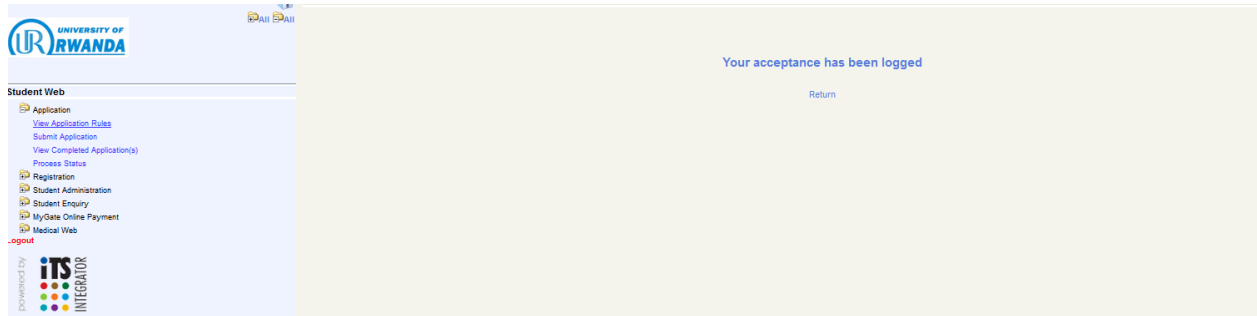 All All
UNIVERSITY OF
UR RWANDA
Student Web
Application
View Application Rules
Submit Application
View Completed Application(s)
Process Status
Registration
Student Administration
Student Enquiry
MyGate Online Payment
Medical Web
Logout
powered by
iTS
INTEGRATOR
Your acceptance has been logged
Return